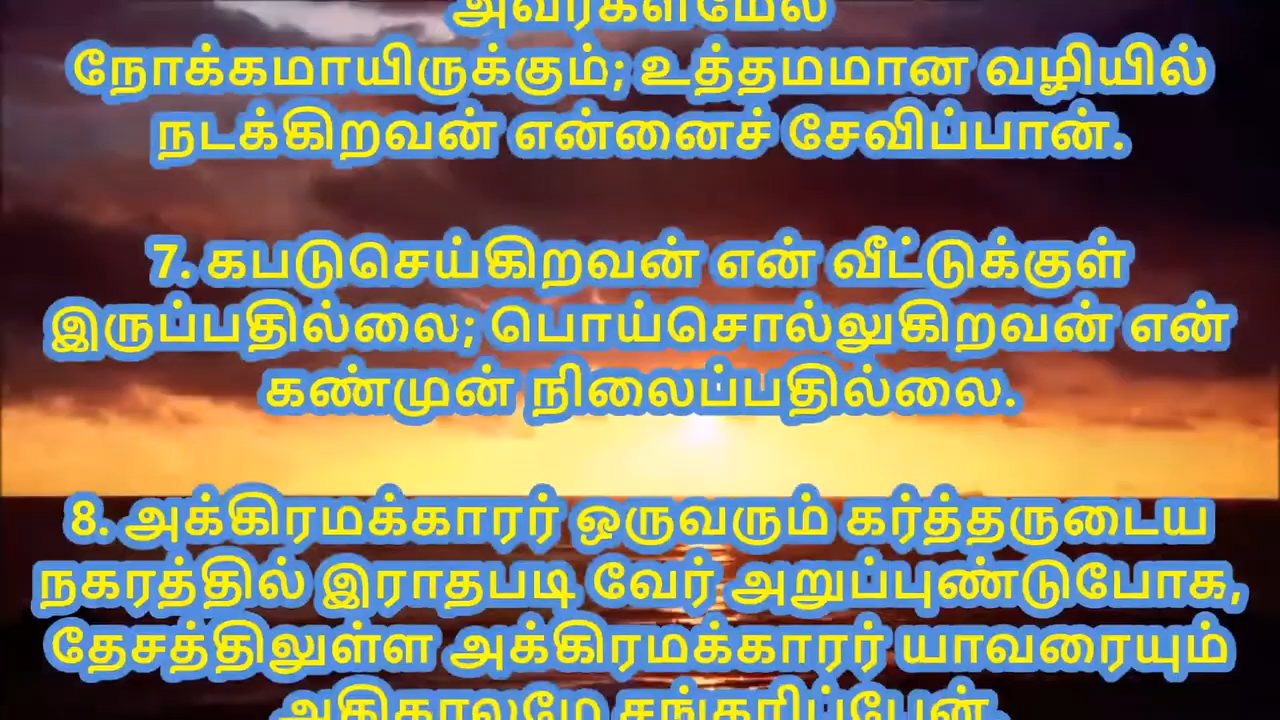 அவர்கள்மேல்
நோக்கமாயிருக்கும்; உத்தமமான வழியில்
நடக்கிறவன் என்னைச் சேவிப்பான்.
7. கபடுசெய்கிறவன் என் வீட்டுக்குள்
இருப்பதில்லை; பொய்சொல்லுகிறவன் என்
கண்முன் நிலைப்பதில்லை.
8. அக்கிரமக்காரர் ஒருவரும் கர்த்தருடைய
நகரத்தில் இராதபடி வேர் அறுப்புண்டுபோக,
தேசத்திலுள்ள அக்கிரமக்காரர் யாவரையும்
அதிகாலமே சங்கரிப்பேன்.